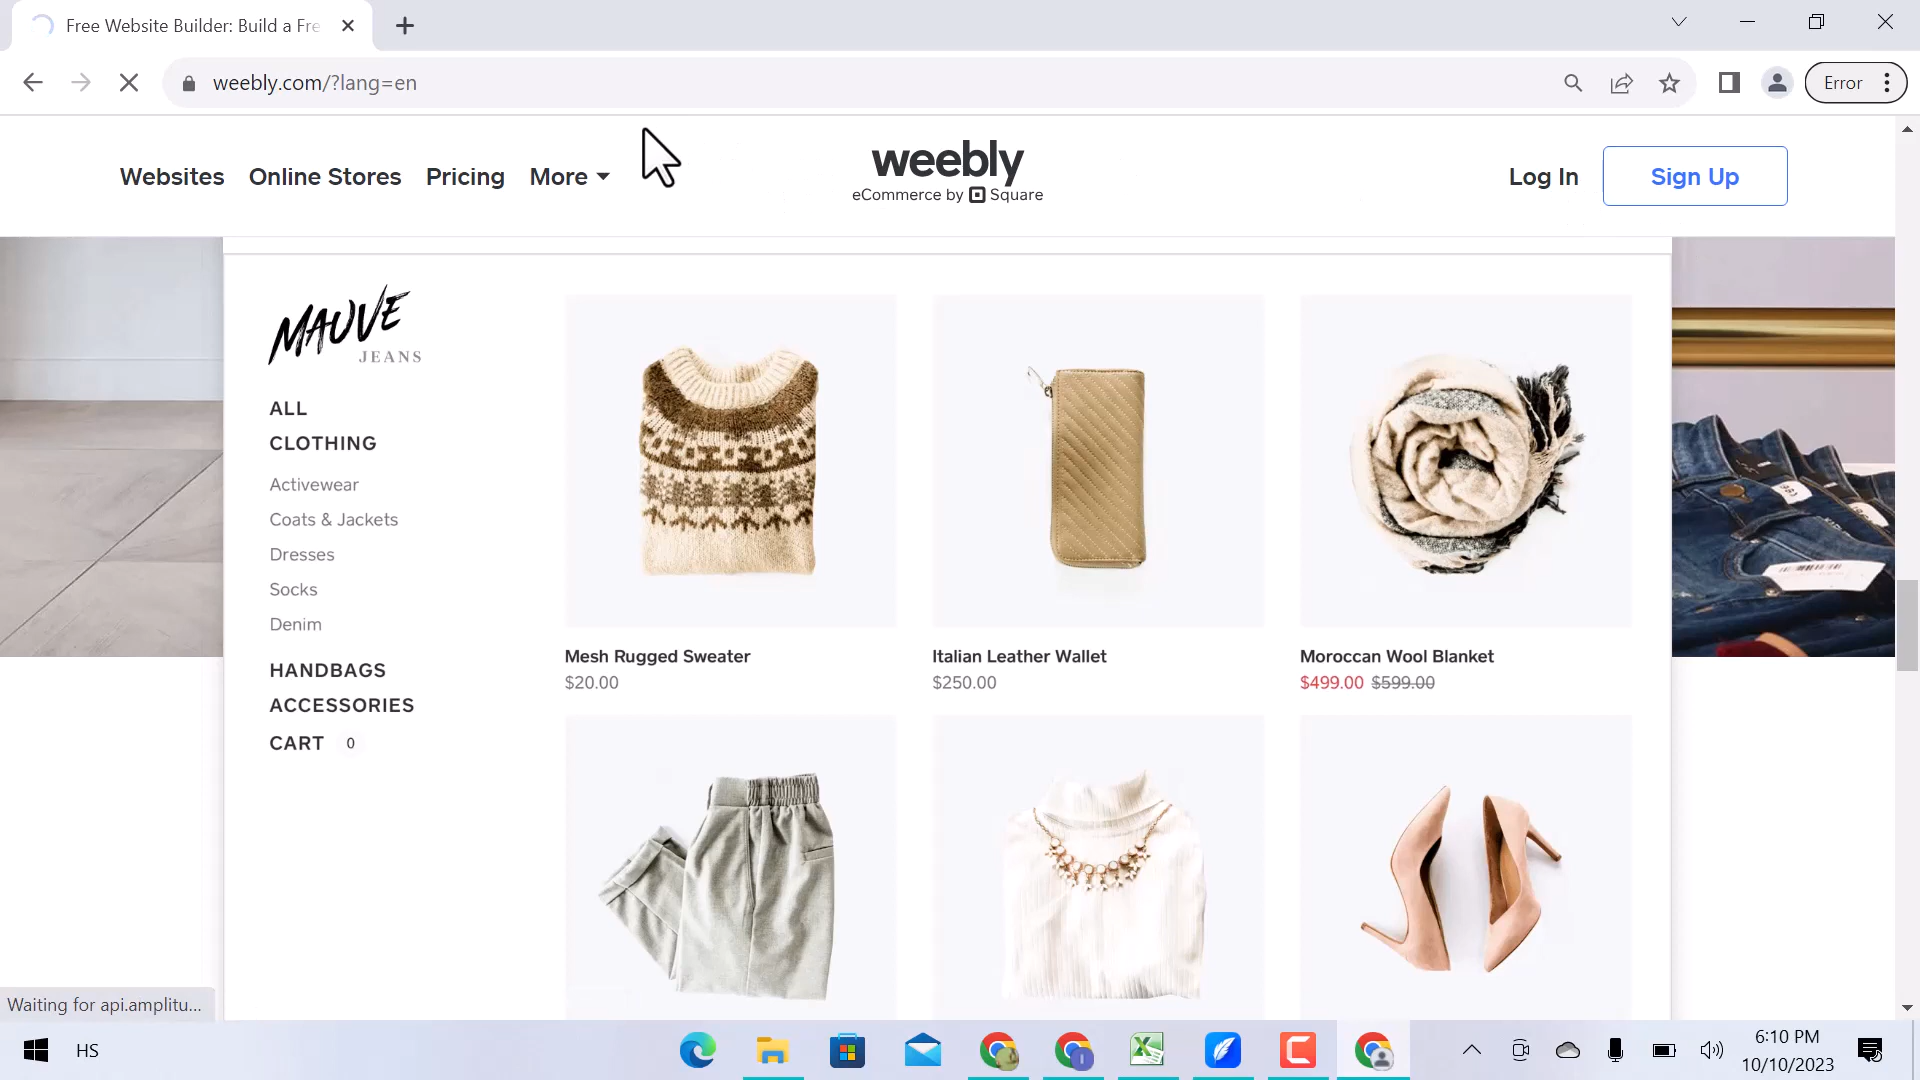 Free Website Builder: Build a Fre
weebly.com/?lang=en
Error
Websites
Online Stores
Pricing
More
weebly
eCommerce by Square
Log In
Sign Up
MAUVE
JEANS
ALL
CLOTHING
Activewear
Coats & Jackets
Dresses
Socks
Denim
HANDBAGS
ACCESSORIES
CART 0
Mesh Rugged Sweater
$20.00
Italian Leather Wallet
$250.00
Moroccan Wool Blanket
$499.00 $599.00
Waiting for api.amplitu...
HS
6:10 PM
10/10/2023